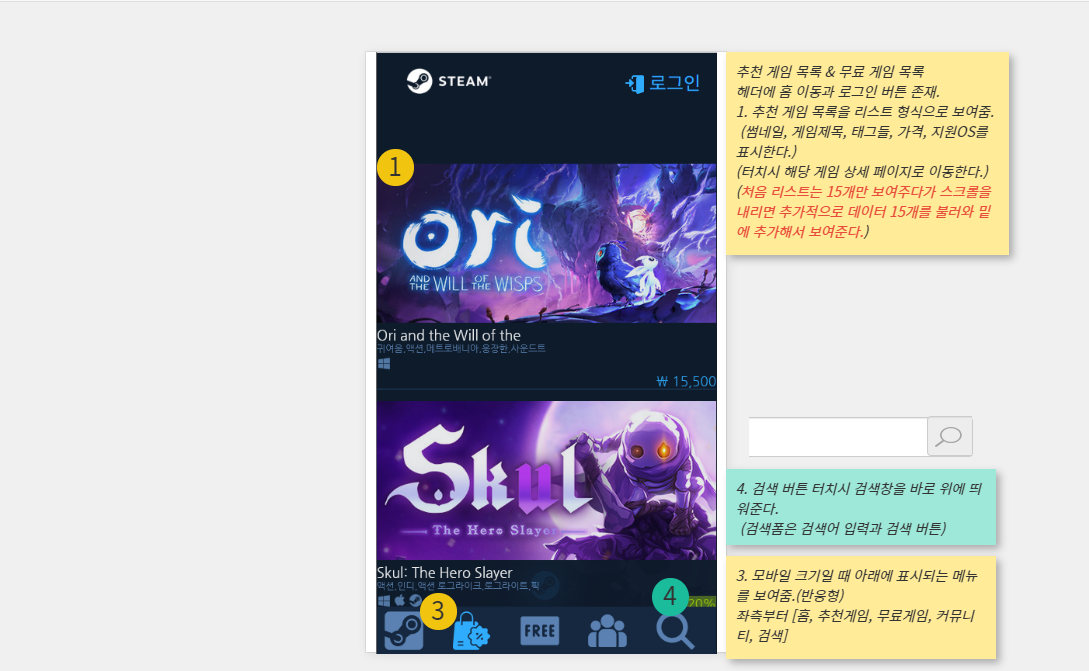 STEAM
로그인
1
ori
AND THE WILL OF THE WISPS
Ori and the Will of the
귀여움,액션,메트로배니아,웅장한 사운드트
₩ 15,500
Skul
The Hero Slayer
Skul: The Hero Slayer
액션,인디,액션 로그라이크,로그라이트,픽
20%
3
4
FREE
추천 게임 목록 & 무료 게임 목록
헤더에 홈 이동과 로그인 버튼 존재.
1. 추천 게임 목록을 리스트 형식으로 보여줌.
(썸네일, 게임제목, 태그들, 가격, 지원OS를
표시한다.)
(터치시 해당 게임 상세 페이지로 이동한다.)
(처음 리스트는 15개만 보여주다가 스크롤을
내리면 추가적으로 데이터 15개를 불러와 밑
에 추가해서 보여준다.)
4. 검색 버튼 터치시 검색창을 바로 위에 띄
워준다.
(검색폼은 검색어 입력과 검색 버튼)
3. 모바일 크기일 때 아래에 표시되는 메뉴
를 보여줌.(반응형)
좌측부터 [홈, 추천게임, 무료게임, 커뮤니
티, 검색]